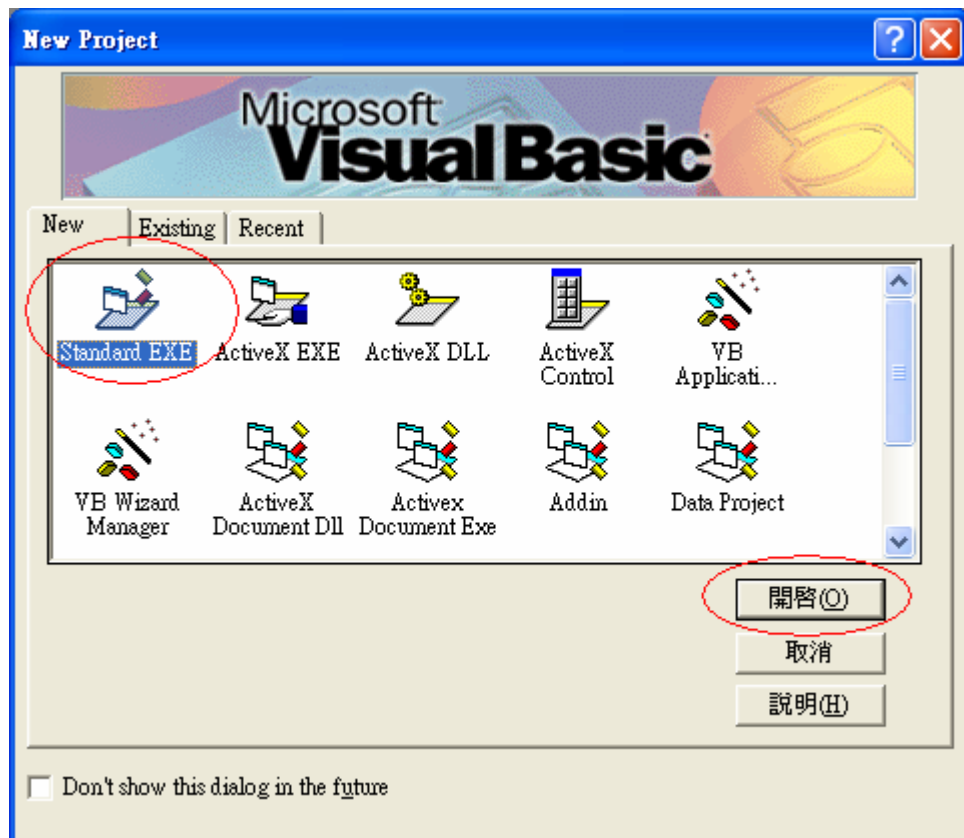 New Project
Microsoft
Visual Basic
New
Existing
Recent
Standard EXE
ActiveX EXE
ActiveX DLL
ActiveX
Control
VB
Applicati...
VB Wizard
Manager
ActiveX
Document Dll
Activex
Document Exe
Addin
Data Project
開啓(O)
取消
說明(H)
Don't show this dialog in the future